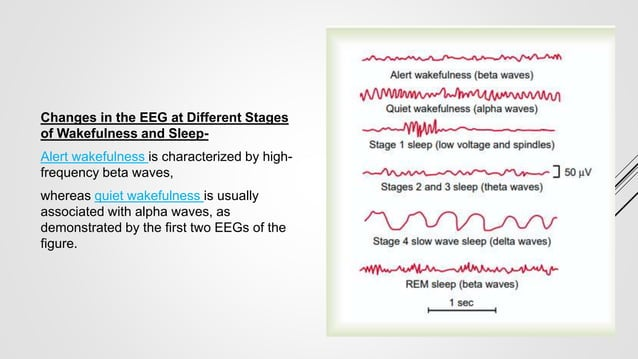 Changes in the EEG at Different Stages
of Wakefulness and Sleep-
Alert wakefulness is characterized by high-
frequency beta waves,
whereas quiet wakefulness is usually
associated with alpha waves, as
demonstrated by the first two EEGs of the
figure.
Alert wakefulness (beta waves)
Quiet wakefulness (alpha waves)
Stage 1 sleep (low voltage and spindles)
50 µV
Stages 2 and 3 sleep (theta waves)
Stage 4 slow wave sleep (delta waves)
REM sleep (beta waves)
1 sec